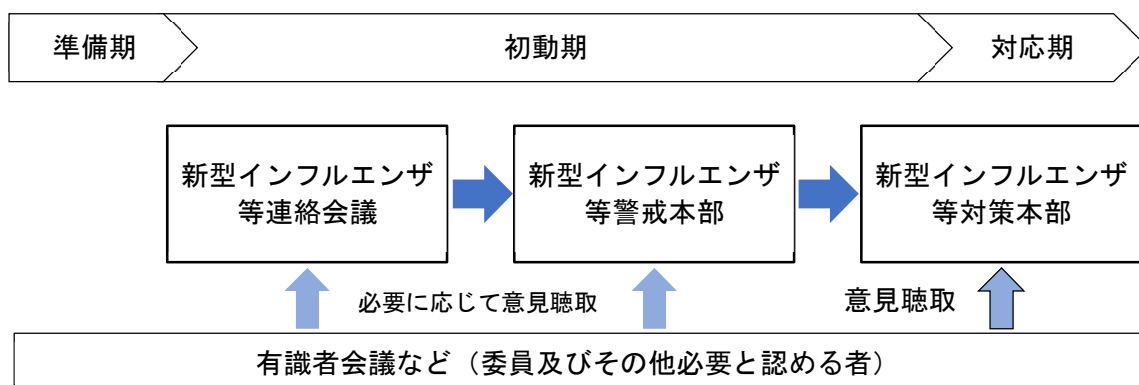 準備期
初動期
対応期
新型インフルエンザ
等連絡会議
新型インフルエンザ
等警戒本部
新型インフルエンザ
等対策本部
必要に応じて意見聴取
意見聴取
有識者会議など（委員及びその他必要と認める者）